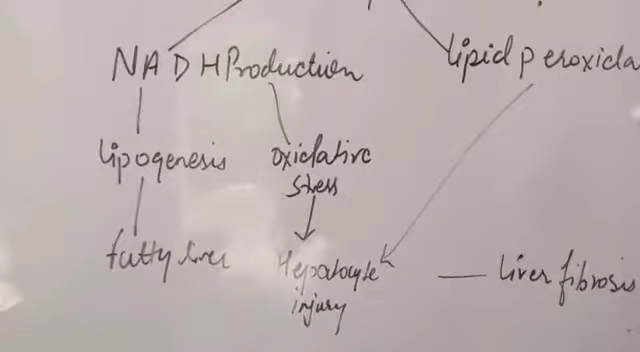 NADH Production
lipid peroxida
lipogenesis
oxidative
stress
fatty liver
Hepatocyte
injury
liver fibrosis